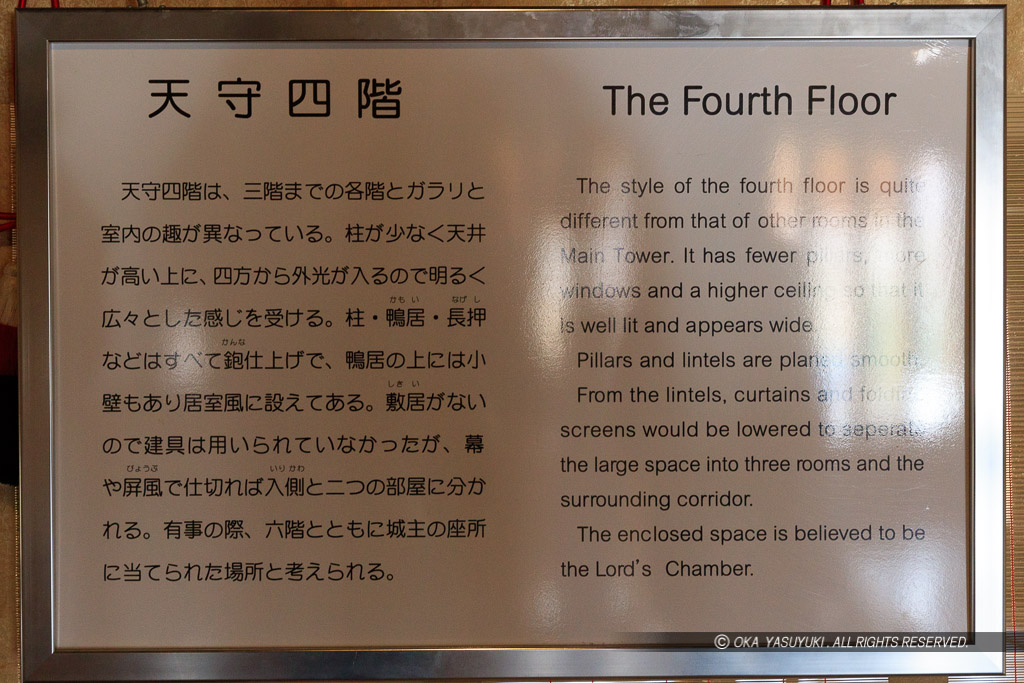 天守四階
天守四階は、三階までの各階とガラリと
室内の趣が異なっている。柱が少なく天井
が高い上に、四方から外光が入るので明るく
かもい なげし
広々とした感じを受ける。柱・鴨居・長押
かんな
などはすべて鉋仕上げで、鴨居の上には小
しきい
壁もあり居室風に設えてある。敷居がない
ので建具は用いられていなかったが、幕
びょうぶ いりかわ
や屏風で仕切れば入側と二つの部屋に分か
れる。有事の際、六階とともに城主の座所
に当てられた場所と考えられる。
The Fourth Floor
The style of the fourth floor is quite
different from that of other rooms in the
Main Tower. It has fewer pillars, more
windows and a higher ceiling so that it
is well lit and appears wide.
Pillars and lintels are planed smooth.
From the lintels, curtains and folding
screens would be lowered to seperate
the large space into three rooms and the
surrounding corridor.
The enclosed space is believed to be
the Lord's Chamber.
© OKA YASUYUKI. ALL RIGHTS RESERVED.